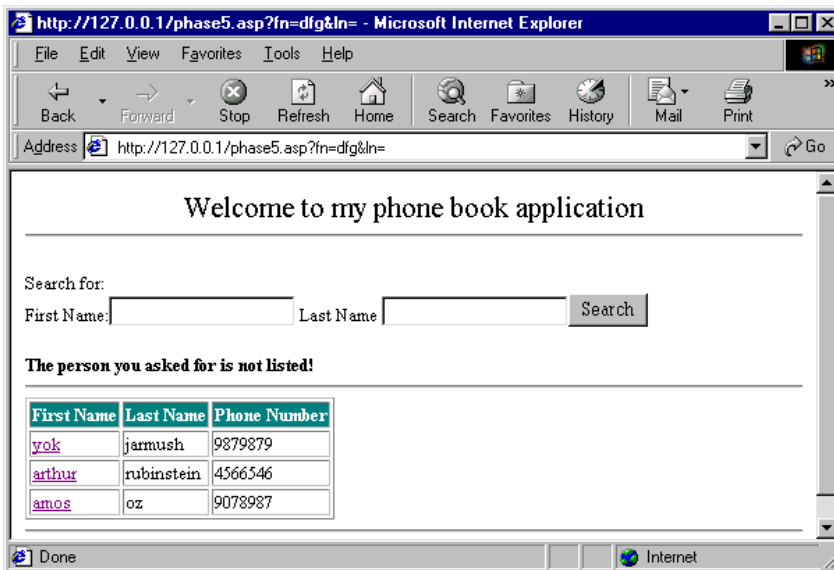 http://127.0.0.1/phase5.asp?fn=dfg&ln= - Microsoft Internet Explorer
File Edit View Favorites Tools Help
Back Forward Stop Refresh Home Search Favorites History Mail Print »
Address http://127.0.0.1/phase5.asp?fn=dfg&ln= Go
Welcome to my phone book application
Search for:
First Name: Last Name Search
The person you asked for is not listed!
First Name Last Name Phone Number
yok jarmush 9879879
arthur rubinstein 4566546
amos oz 9078987
Done Internet